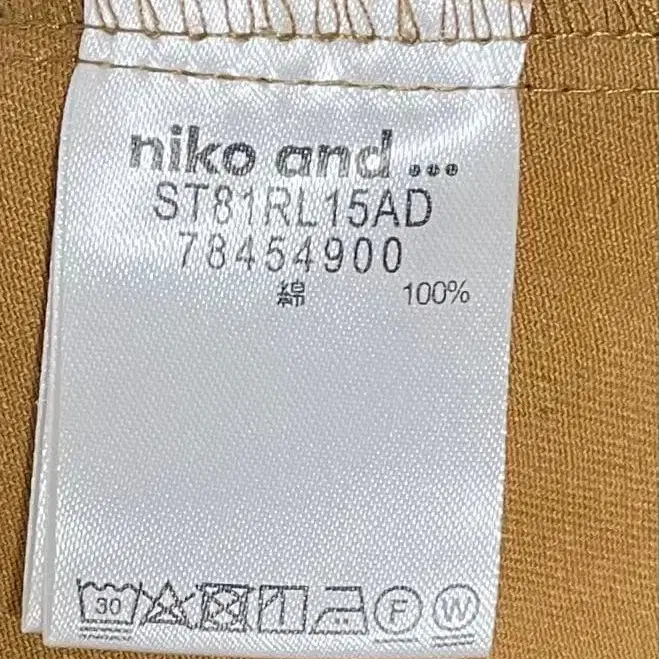 niko and ...
ST81RL15AD
78454900
綿 100%
30 F W